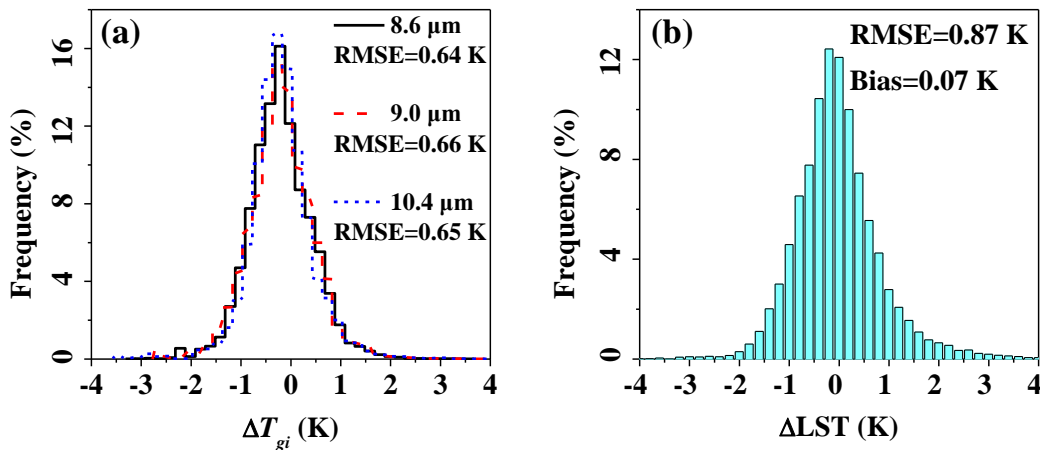 (a)
8.6 μm
RMSE=0.64 K
9.0 μm
RMSE=0.66 K
10.4 μm
RMSE=0.65 K
Frequency (%)
16
12
8
4
0
-4 -3 -2 -1 0 1 2 3 4
ΔT_gi (K)
(b)
RMSE=0.87 K
Bias=0.07 K
Frequency (%)
12
8
4
0
-4 -3 -2 -1 0 1 2 3 4
ΔLST (K)